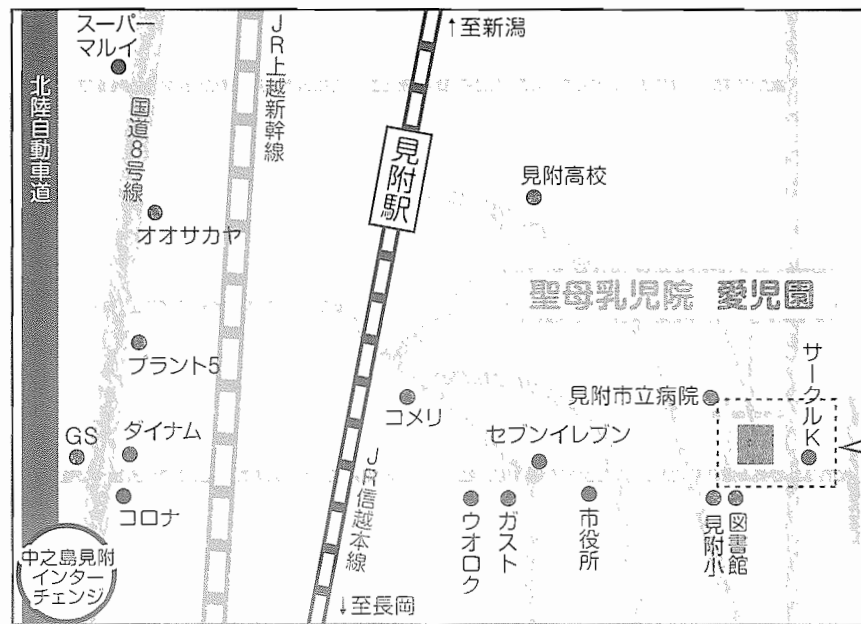 スーパー
マルイ
北陸自動車道
国道8号線
JR上越新幹線
↑至新潟
見附駅
見附高校
オオサカヤ
聖母乳児院 愛児園
プラント5
コメリ
見附市立病院
サークルK
GS
ダイナム
セブンイレブン
コロナ
JR信越本線
ウオロク
ガスト
市役所
見附小
図書館
中之島見附
インター
チェンジ
↓至長岡